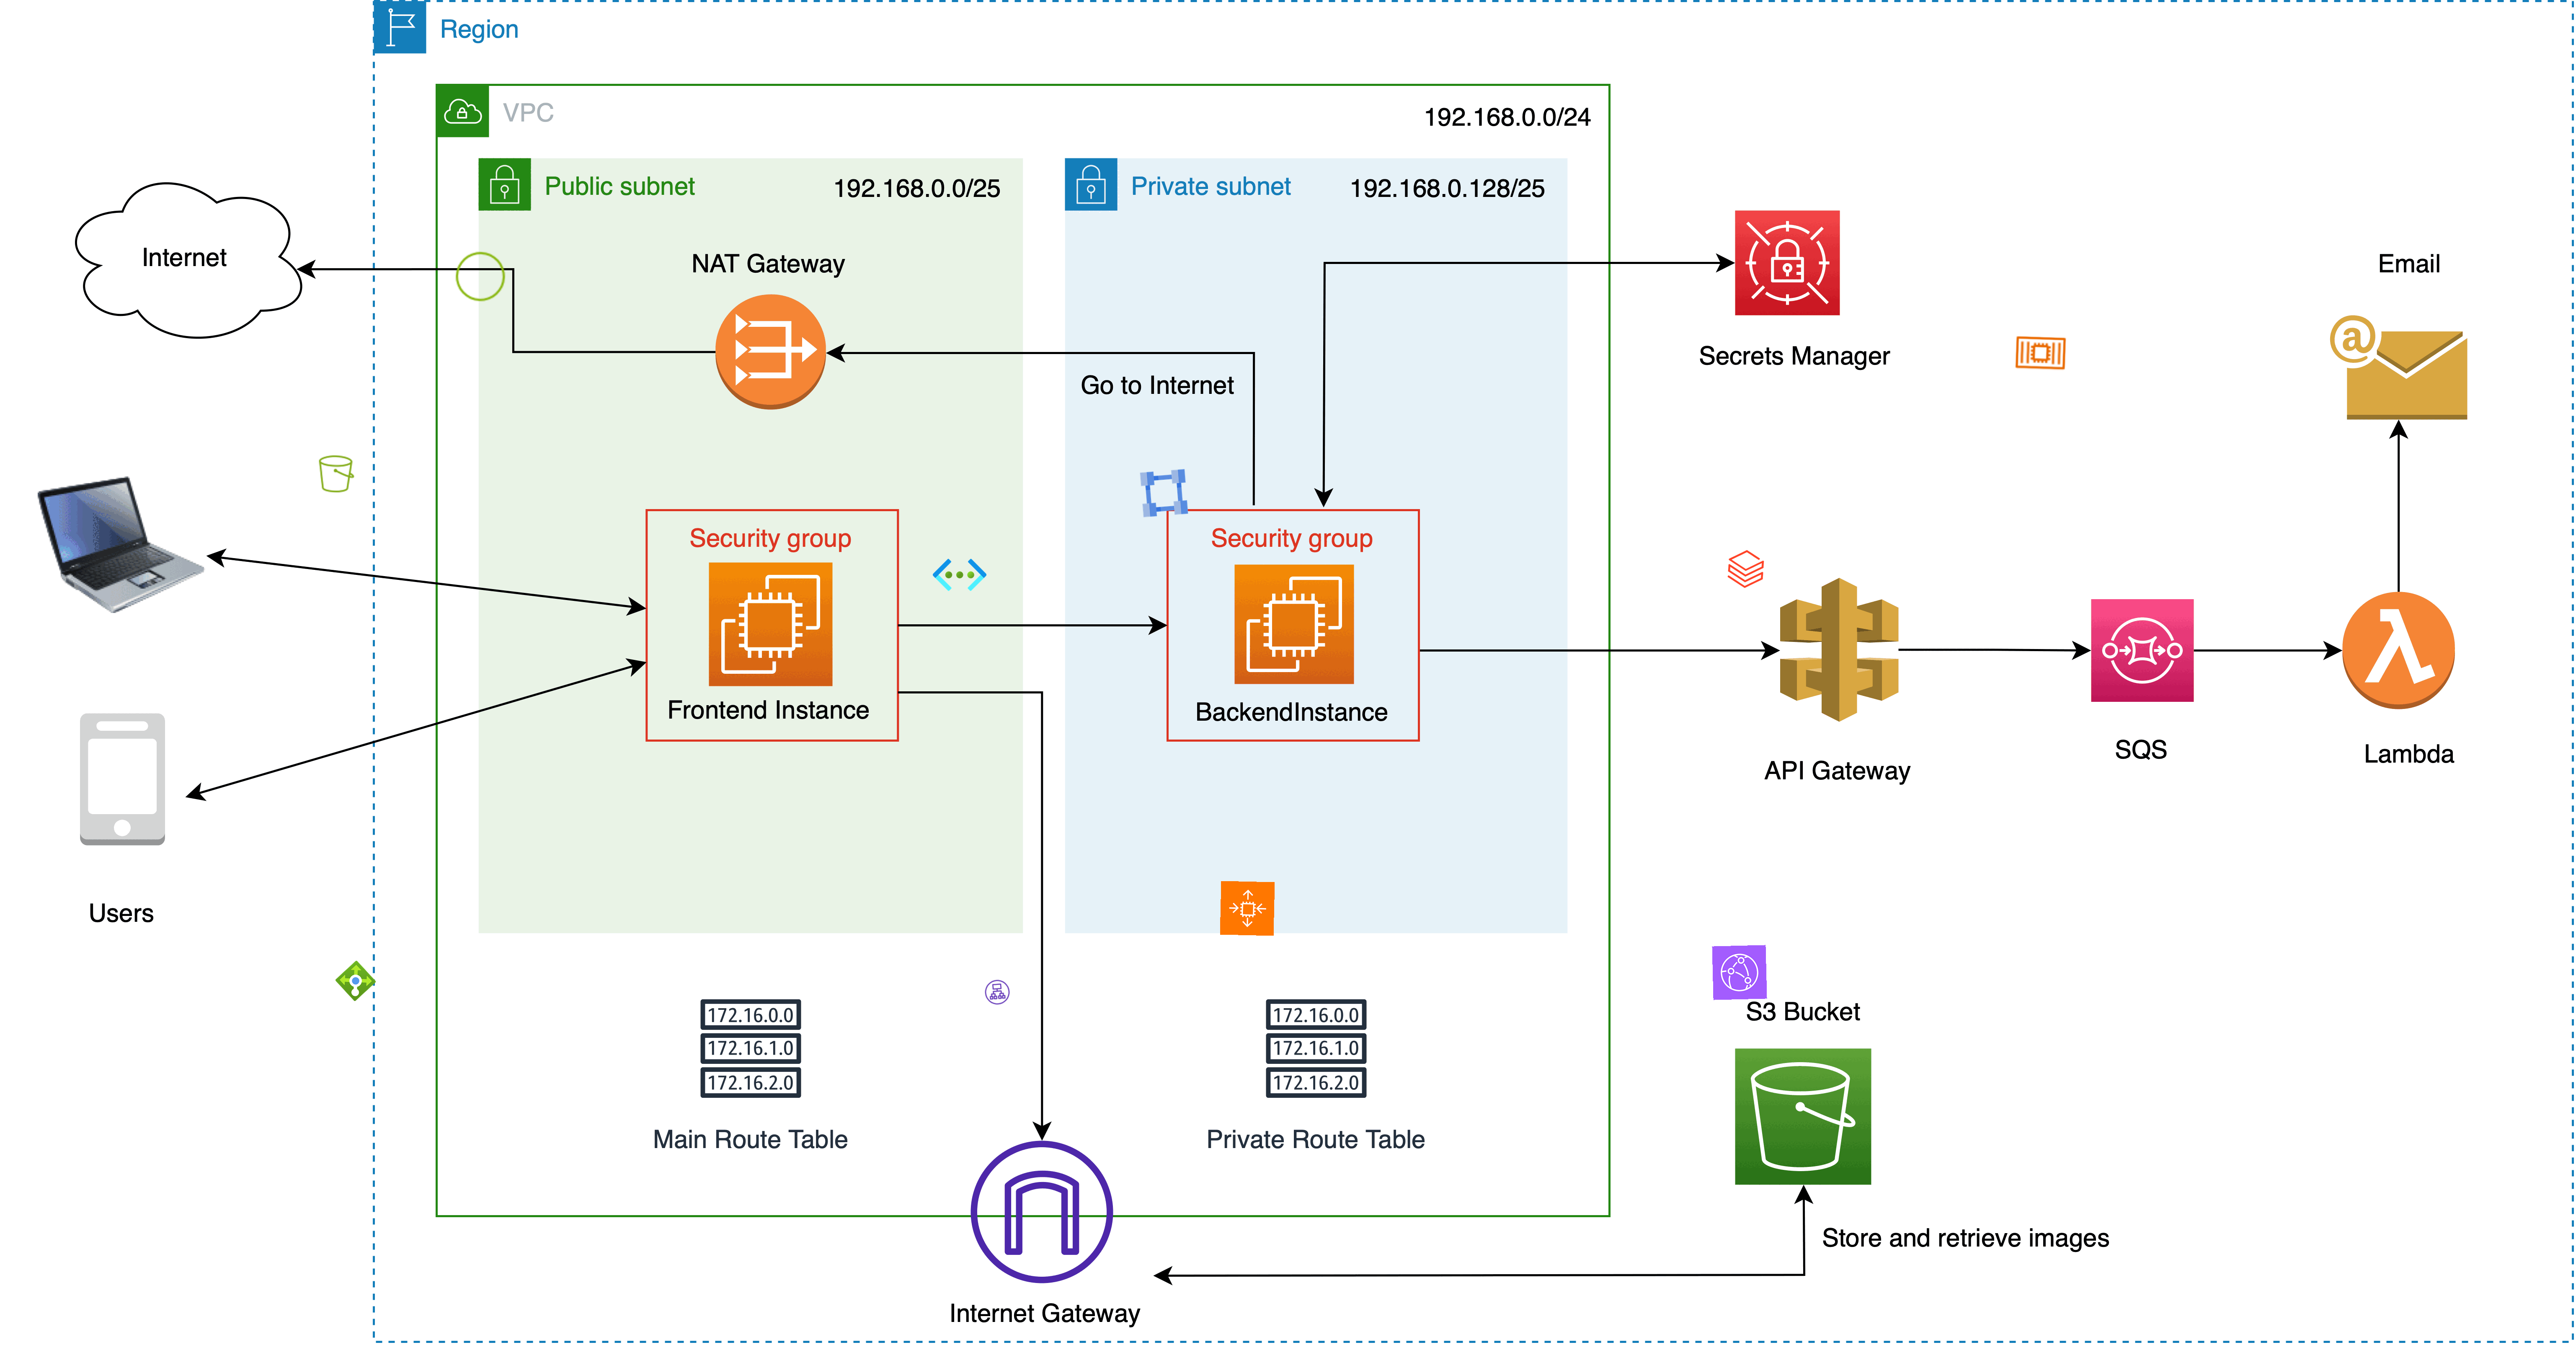 Region
VPC
192.168.0.0/24
Public subnet
192.168.0.0/25
Private subnet
192.168.0.128/25
Internet
NAT Gateway
Go to Internet
Secrets Manager
Email
@
Security group
Frontend Instance
Security group
BackendInstance
API Gateway
SQS
Lambda
Users
172.16.0.0
172.16.1.0
172.16.2.0
Main Route Table
172.16.0.0
172.16.1.0
172.16.2.0
Private Route Table
S3 Bucket
Store and retrieve images
Internet Gateway